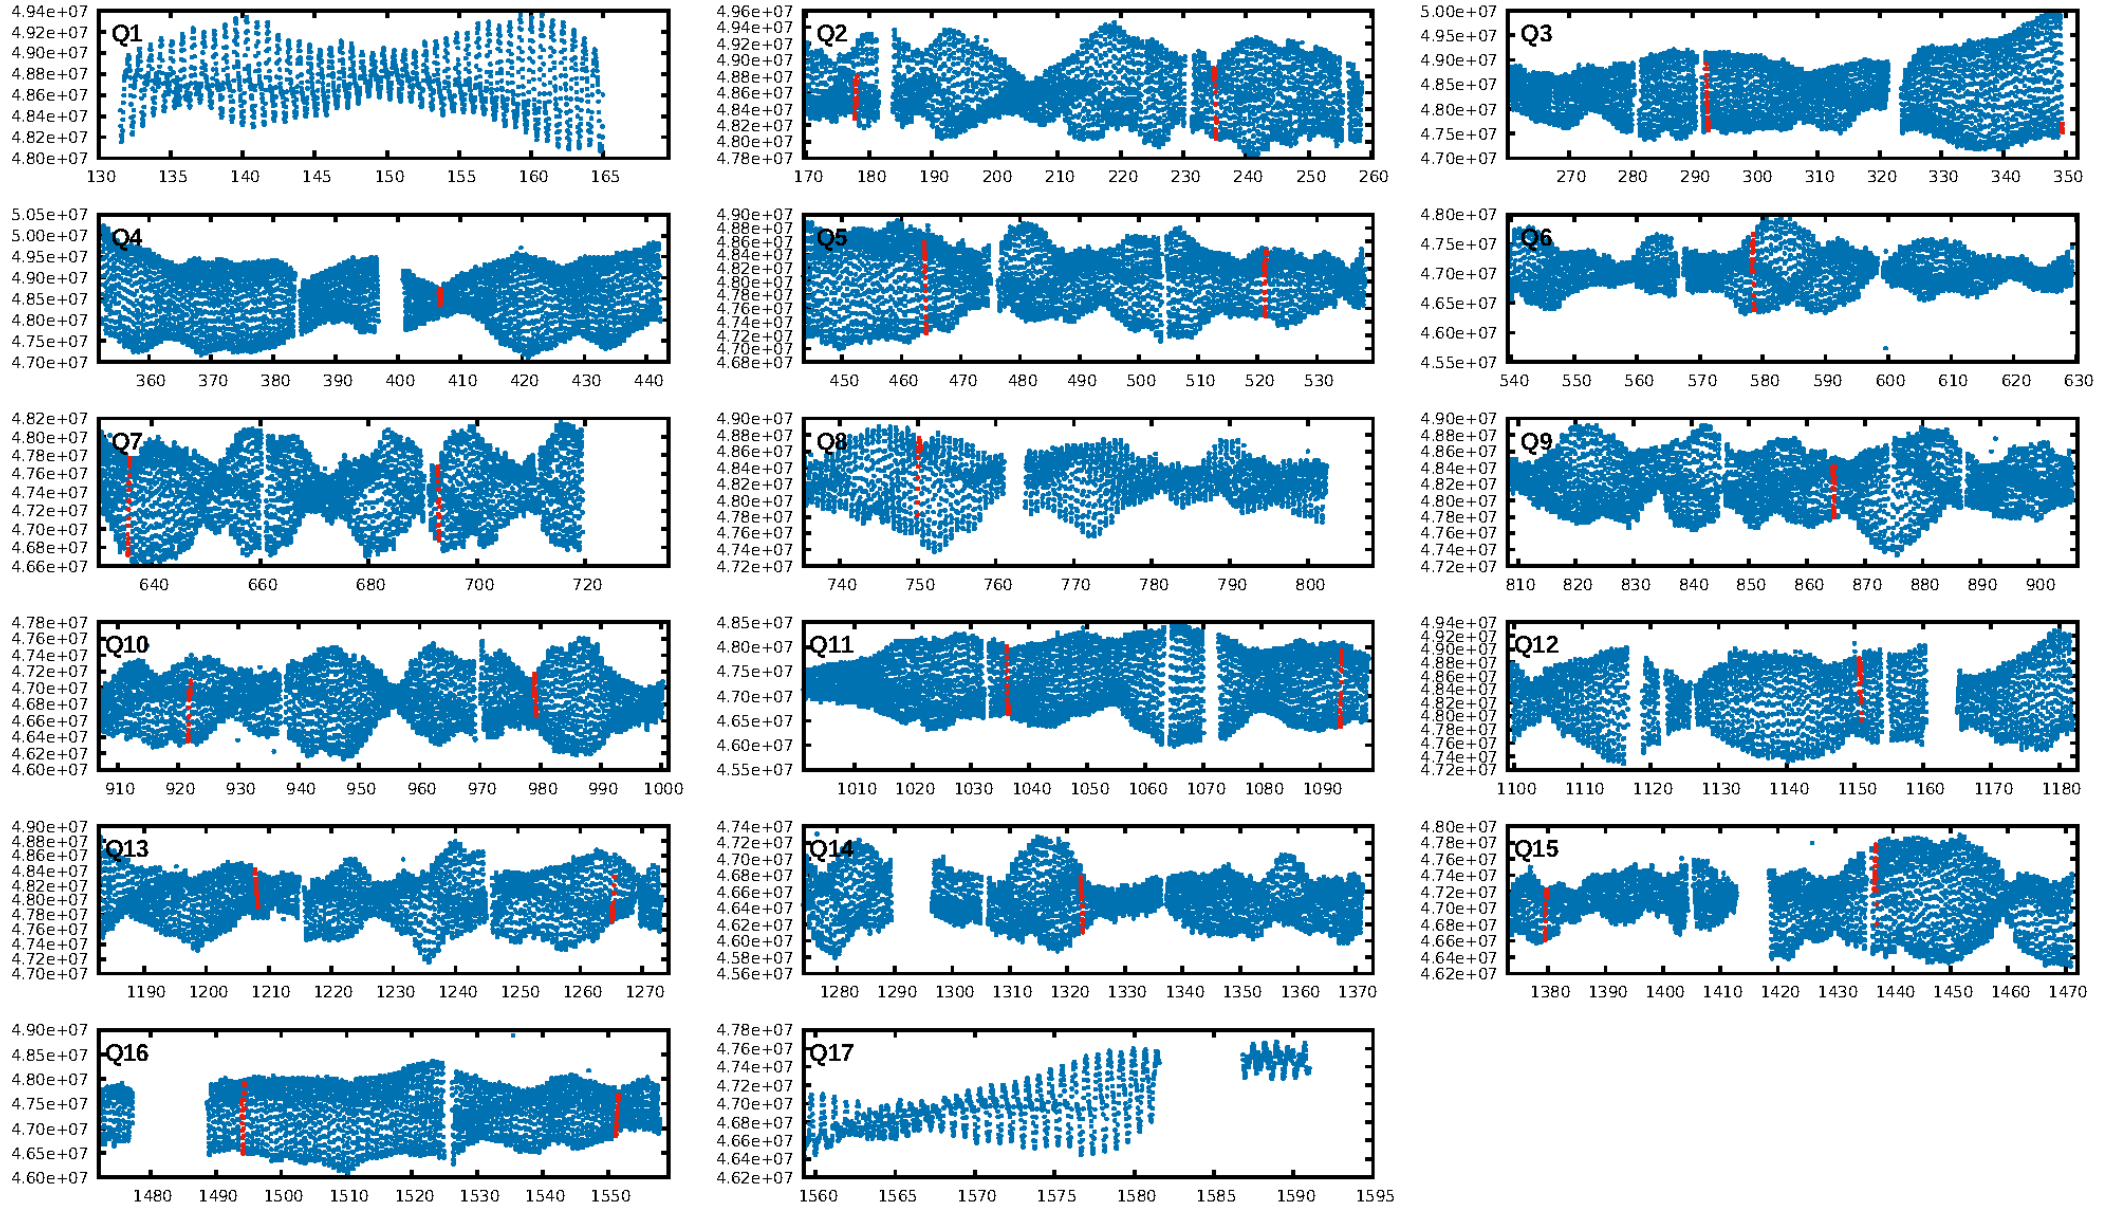 Q1
4.94e+07
4.92e+07
4.90e+07
4.88e+07
4.86e+07
4.84e+07
4.82e+07
4.80e+07
130 135 140 145 150 155 160 165
Q2
4.96e+07
4.94e+07
4.92e+07
4.90e+07
4.88e+07
4.86e+07
4.84e+07
4.82e+07
4.80e+07
4.78e+07
170 180 190 200 210 220 230 240 250 260
Q3
5.00e+07
4.95e+07
4.90e+07
4.85e+07
4.80e+07
4.75e+07
4.70e+07
270 280 290 300 310 320 330 340 350
Q4
5.05e+07
5.00e+07
4.95e+07
4.90e+07
4.85e+07
4.80e+07
4.75e+07
4.70e+07
360 370 380 390 400 410 420 430 440
Q5
4.90e+07
4.88e+07
4.86e+07
4.84e+07
4.82e+07
4.80e+07
4.78e+07
4.76e+07
4.74e+07
4.72e+07
4.70e+07
4.68e+07
450 460 470 480 490 500 510 520 530
Q6
4.80e+07
4.75e+07
4.70e+07
4.65e+07
4.60e+07
4.55e+07
540 550 560 570 580 590 600 610 620 630
Q7
4.82e+07
4.80e+07
4.78e+07
4.76e+07
4.74e+07
4.72e+07
4.70e+07
4.68e+07
4.66e+07
640 660 680 700 720
Q8
4.90e+07
4.88e+07
4.86e+07
4.84e+07
4.82e+07
4.80e+07
4.78e+07
4.76e+07
4.74e+07
4.72e+07
740 750 760 770 780 790 800
Q9
4.90e+07
4.88e+07
4.86e+07
4.84e+07
4.82e+07
4.80e+07
4.78e+07
4.76e+07
4.74e+07
4.72e+07
810 820 830 840 850 860 870 880 890 900
Q10
4.78e+07
4.76e+07
4.74e+07
4.72e+07
4.70e+07
4.68e+07
4.66e+07
4.64e+07
4.62e+07
4.60e+07
910 920 930 940 950 960 970 980 990 1000
Q11
4.85e+07
4.80e+07
4.75e+07
4.70e+07
4.65e+07
4.60e+07
4.55e+07
1010 1020 1030 1040 1050 1060 1070 1080 1090
Q12
4.94e+07
4.92e+07
4.90e+07
4.88e+07
4.86e+07
4.84e+07
4.82e+07
4.80e+07
4.78e+07
4.76e+07
4.74e+07
4.72e+07
1100 1110 1120 1130 1140 1150 1160 1170 1180
Q13
4.90e+07
4.88e+07
4.86e+07
4.84e+07
4.82e+07
4.80e+07
4.78e+07
4.76e+07
4.74e+07
4.72e+07
4.70e+07
1190 1200 1210 1220 1230 1240 1250 1260 1270
Q14
4.74e+07
4.72e+07
4.70e+07
4.68e+07
4.66e+07
4.64e+07
4.62e+07
4.60e+07
4.58e+07
4.56e+07
1280 1290 1300 1310 1320 1330 1340 1350 1360 1370
Q15
4.80e+07
4.78e+07
4.76e+07
4.74e+07
4.72e+07
4.70e+07
4.68e+07
4.66e+07
4.64e+07
4.62e+07
1380 1390 1400 1410 1420 1430 1440 1450 1460 1470
Q16
4.90e+07
4.85e+07
4.80e+07
4.75e+07
4.70e+07
4.65e+07
4.60e+07
1480 1490 1500 1510 1520 1530 1540 1550
Q17
4.78e+07
4.76e+07
4.74e+07
4.72e+07
4.70e+07
4.68e+07
4.66e+07
4.64e+07
4.62e+07
1560 1565 1570 1575 1580 1585 1590 1595